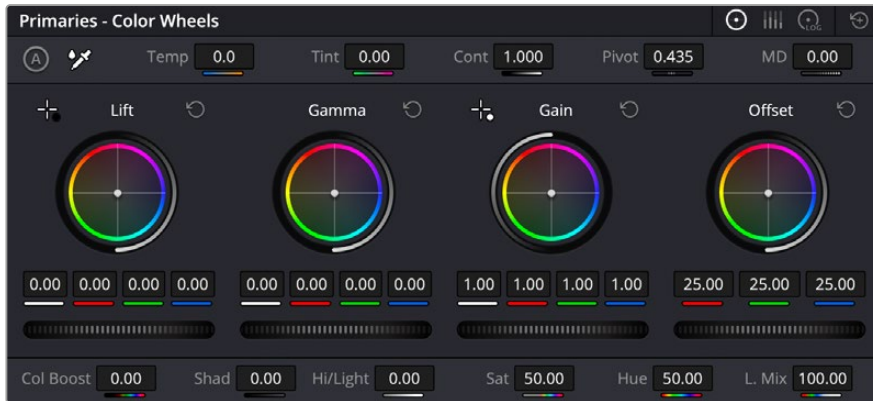 Primaries - Color Wheels
LOG
A Temp 0.0 Tint 0.00 Cont 1.000 Pivot 0.435 MD 0.00
Lift Gamma Gain Offset
0.00 0.00 0.00 0.00 0.00 0.00 0.00 0.00 1.00 1.00 1.00 1.00 25.00 25.00 25.00
Col Boost 0.00 Shad 0.00 Hi/Light 0.00 Sat 50.00 Hue 50.00 L. Mix 100.00